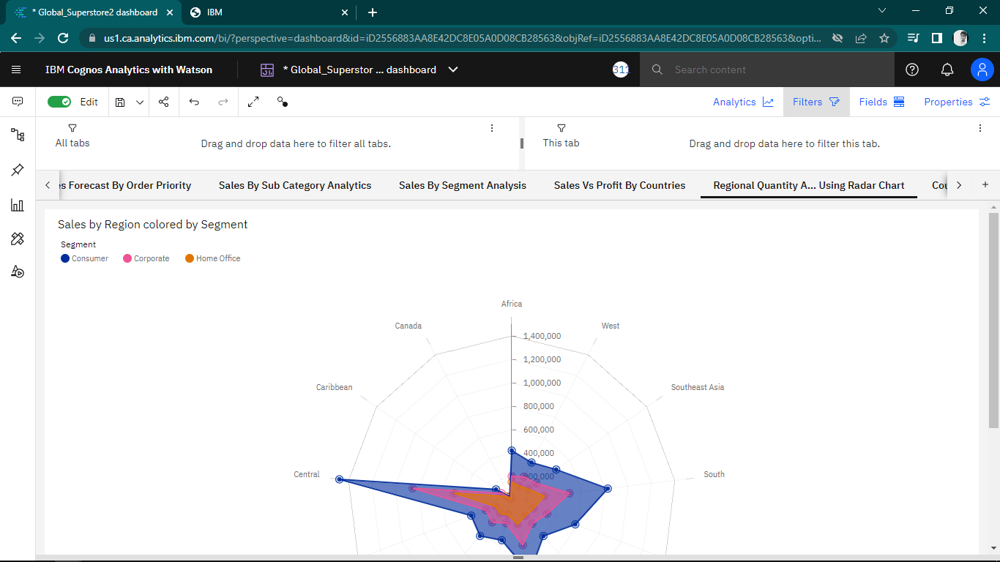 * Global_Superstore2 dashboard
IBM
us1.ca.analytics.ibm.com/bi/?perspective=dashboard&id=iD2556883AA8E42DC8E05A0D08CB28563&objRef=iD2556883AA8E42DC8E05A0D08CB28563&opti...
IBM Cognos Analytics with Watson
* Global_Superstor ... dashboard
311
Search content
Edit
Analytics
Filters
Fields
Properties
All tabs
Drag and drop data here to filter all tabs.
This tab
Drag and drop data here to filter this tab.
es Forecast By Order Priority
Sales By Sub Category Analytics
Sales By Segment Analysis
Sales Vs Profit By Countries
Regional Quantity A... Using Radar Chart
Cou
Sales by Region colored by Segment
Segment
Consumer
Corporate
Home Office
Africa
Canada
West
1,400,000
1,200,000
1,000,000
Caribbean
Southeast Asia
800,000
600,000
400,000
Central
200,000
South